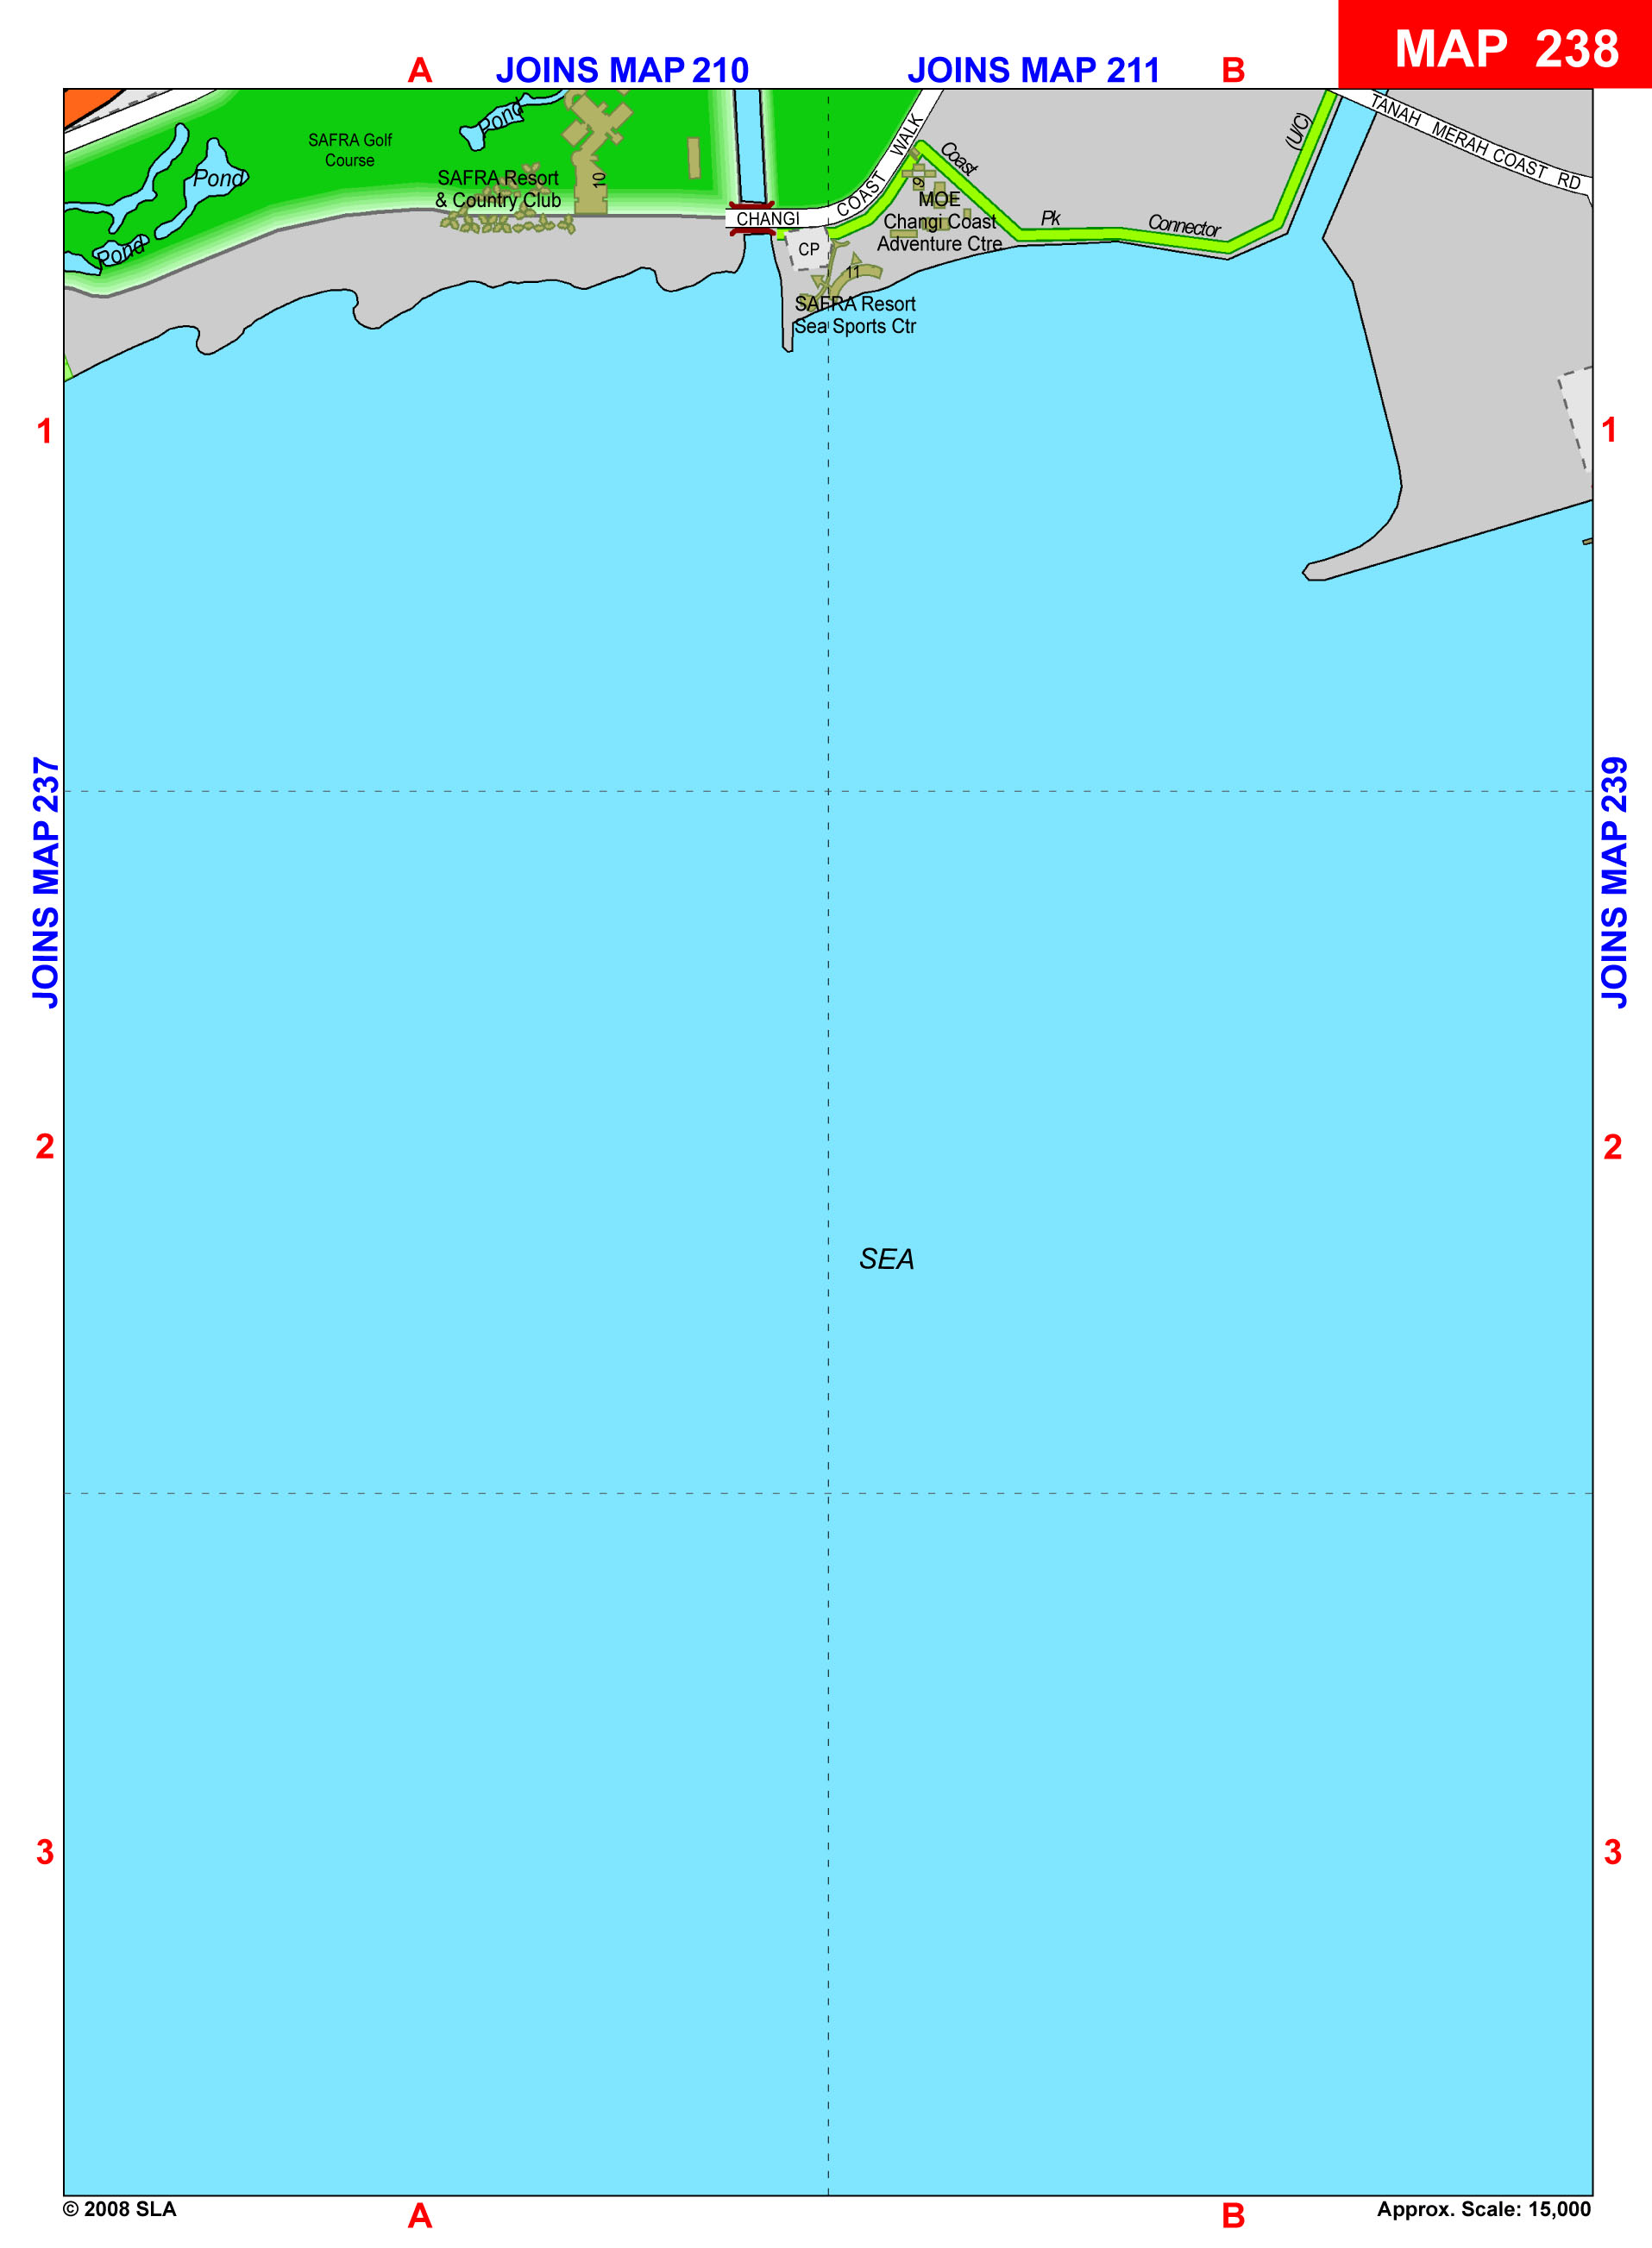 MAP 238
A
JOINS MAP 210
JOINS MAP 211
B
TANAH MERAH COAST RD
Pond
SAFRA Golf
Course
(U/C)
WALK
Coast
Pond
SAFRA Resort
& Country Club
10
9
COAST
MOE
Changi Coast
Adventure Ctre
CHANGI
Pk
Connector
Pond
CP
11
SAFRA Resort
Sea Sports Ctr
1
1
JOINS MAP 237
JOINS MAP 239
2
2
SEA
3
3
© 2008 SLA
A
B
Approx. Scale: 15,000